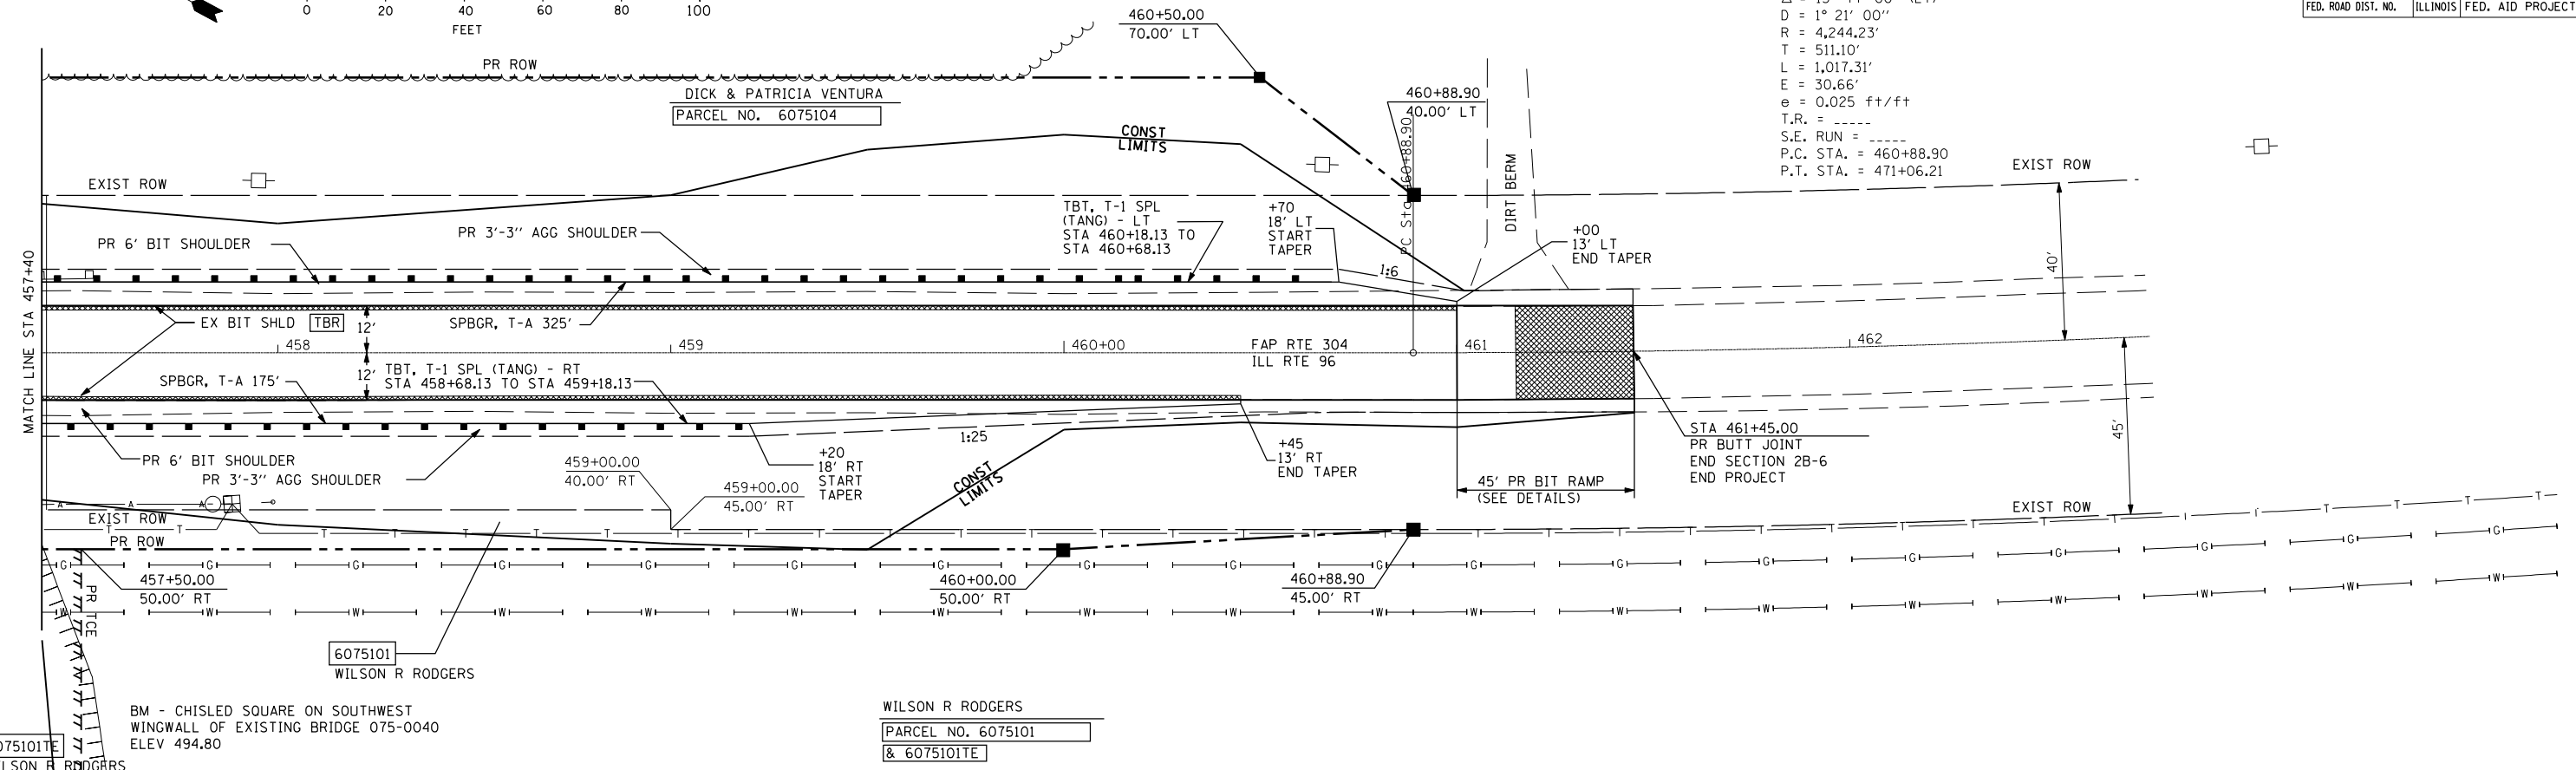 0 20 40 60 80 100
FEET
460+50.00
70.00' LT
D = 1° 21' 00"
R = 4,244.23'
T = 511.10'
L = 1,017.31'
E = 30.66'
e = 0.025 ft/ft
T.R. = _____
S.E. RUN = _____
P.C. STA. = 460+88.90
P.T. STA. = 471+06.21
FED. ROAD DIST. NO. ILLINOIS FED. AID PROJECT
PR ROW
DICK & PATRICIA VENTURA
PARCEL NO. 6075104
460+88.90
40.00' LT
CONST
LIMITS
PC Sta 460+88.90
DIRT BERM
EXIST ROW
EXIST ROW
PR 6' BIT SHOULDER
PR 3'-3" AGG SHOULDER
TBT, T-1 SPL
(TANG) - LT
STA 460+18.13 TO
STA 460+68.13
+70
18' LT
START
TAPER
+00
13' LT
END TAPER
1:6
40'
MATCH LINE STA 457+40
EX BIT SHLD TBR
12'
SPBGR, T-A 325'
458
459
460+00
FAP RTE 304
ILL RTE 96
461
462
12'
SPBGR, T-A 175'
TBT, T-1 SPL (TANG) - RT
STA 458+68.13 TO STA 459+18.13
1:25
PR 6' BIT SHOULDER
PR 3'-3" AGG SHOULDER
+20
18' RT
START
TAPER
+45
13' RT
END TAPER
STA 461+45.00
PR BUTT JOINT
END SECTION 2B-6
END PROJECT
45'
459+00.00
40.00' RT
459+00.00
45.00' RT
CONST
LIMITS
45' PR BIT RAMP
(SEE DETAILS)
A A A
EXIST ROW
EXIST ROW
T T T T T T T T T T T T T T T T T T T T
PR ROW
G G G G G G G G G G G G G G G G G
457+50.00
50.00' RT
460+00.00
50.00' RT
460+88.90
45.00' RT
W W W W W W W W W W W W W W W W W
PR TCE
6075101
WILSON R RODGERS
BM - CHISLED SQUARE ON SOUTHWEST
WINGWALL OF EXISTING BRIDGE 075-0040
ELEV 494.80
WILSON R RODGERS
PARCEL NO. 6075101
& 6075101TE
075101TE
LSON R RODGERS